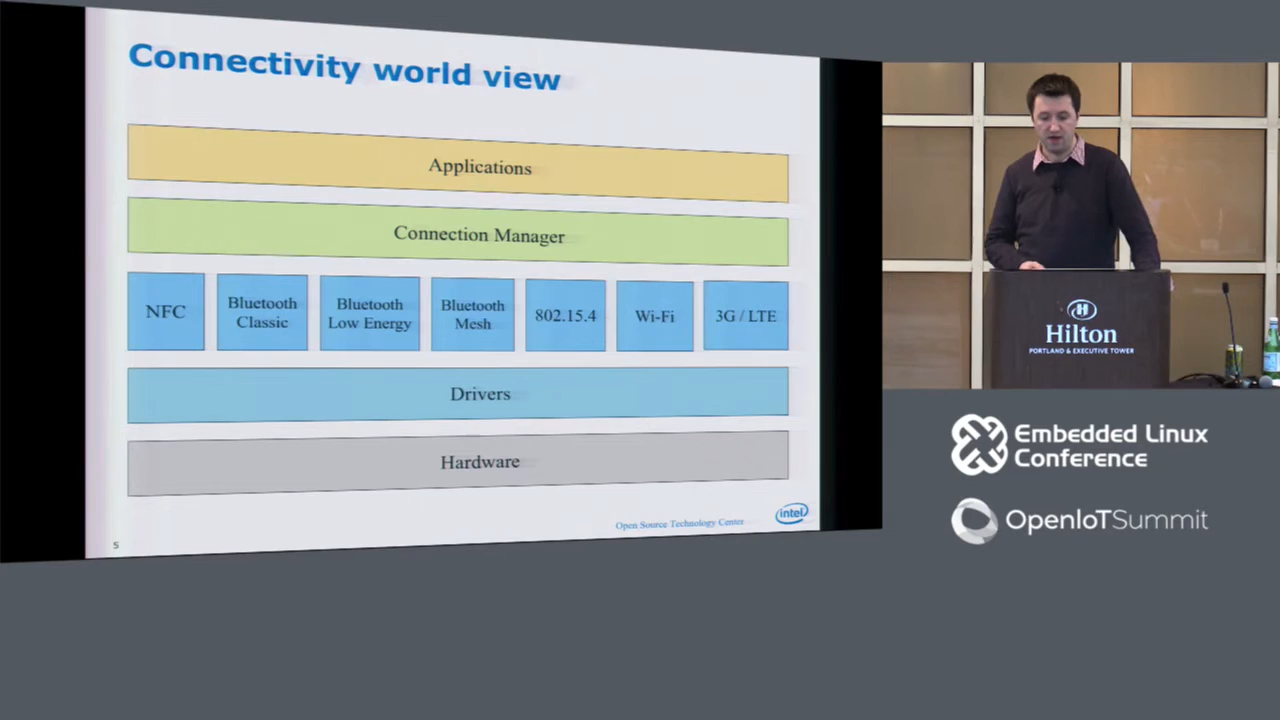 Connectivity world view
Applications
Connection Manager
NFC
Bluetooth
Classic
Bluetooth
Low Energy
Bluetooth
Mesh
802.15.4
Wi-Fi
3G / LTE
Drivers
Hardware
Open Source Technology Center
intel
5
H
Hilton
PORTLAND & EXECUTIVE TOWER
Embedded Linux
Conference
OpenIoTSummit